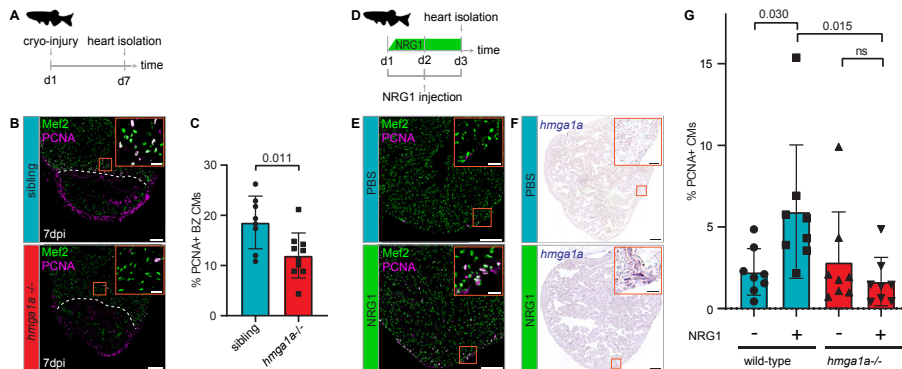 A
cryo-injury
heart isolation
time
d1
d7
B
Mef2
PCNA
sibling
7dpi
Mef2
PCNA
hmga1a -/-
7dpi
C
0.011
% PCNA+ BZ CMs
30
20
10
0
sibling
hmga1a-/-
D
heart isolation
NRG1
time
d1
d2
d3
NRG1 injection
E
Mef2
PCNA
PBS
Mef2
PCNA
NRG1
F
hmga1a
PBS
hmga1a
NRG1
G
0.030
0.015
ns
% PCNA+ CMs
15
10
5
0
NRG1
-
+
-
+
wild-type
hmga1a-/-